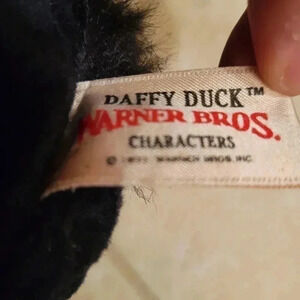 DAFFY DUCK™
WARNER BROS.
CHARACTERS
© WARNER BROS. INC.